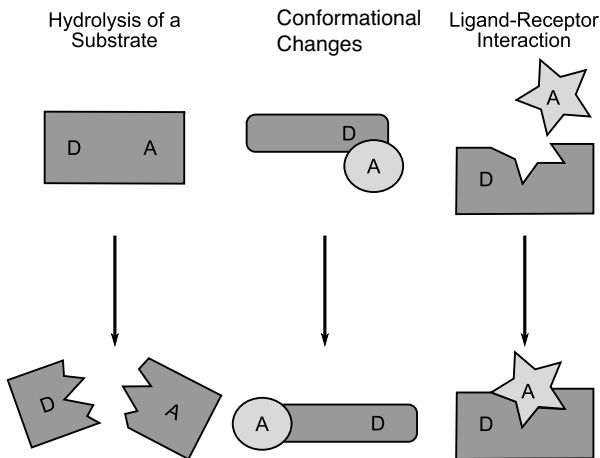 Hydrolysis of a
Substrate
Conformational
Changes
Ligand-Receptor
Interaction
D
A
D
A
A
D
D
A
A
D
A
D